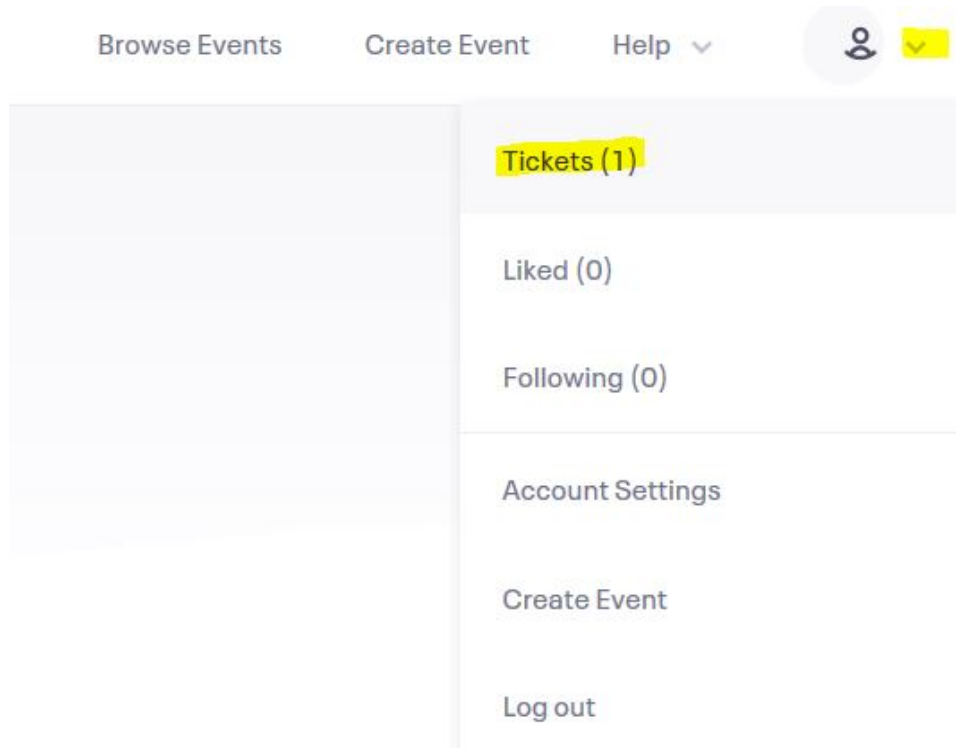 Browse Events Create Event Help
Tickets (1)
Liked (0)
Following (0)
Account Settings
Create Event
Log out